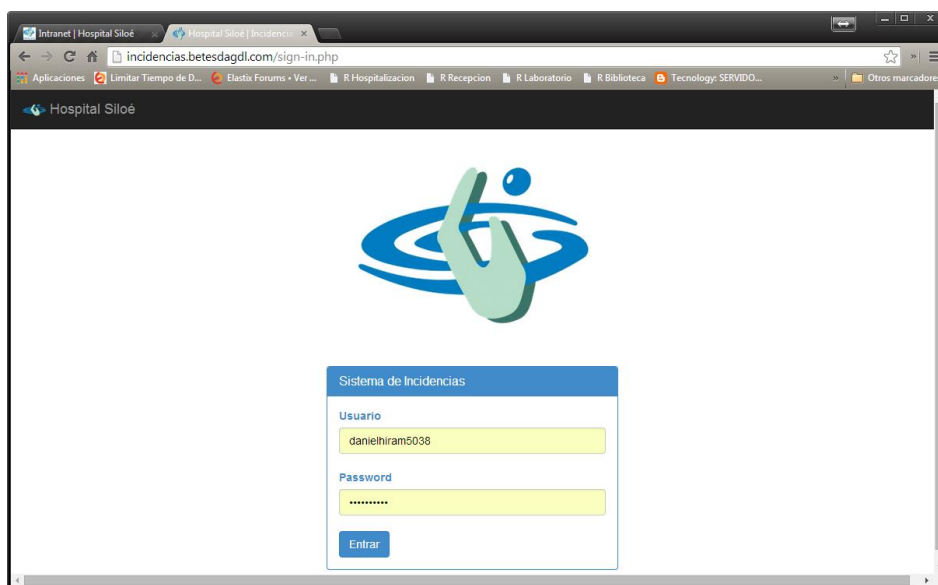 Intranet | Hospital Siloé
Hospital Siloé | Incidencia
incidencias.betesdagdl.com/sign-in.php
Aplicaciones
Limitar Tiempo de D...
Elastix Forums • Ver ...
R Hospitalizacion
R Recepcion
R Laboratorio
R Biblioteca
Tecnology: SERVIDO...
»
Otros marcadores
Hospital Siloé
Sistema de Incidencias
Usuario
danielhiram5038
Password
••••••••••
Entrar